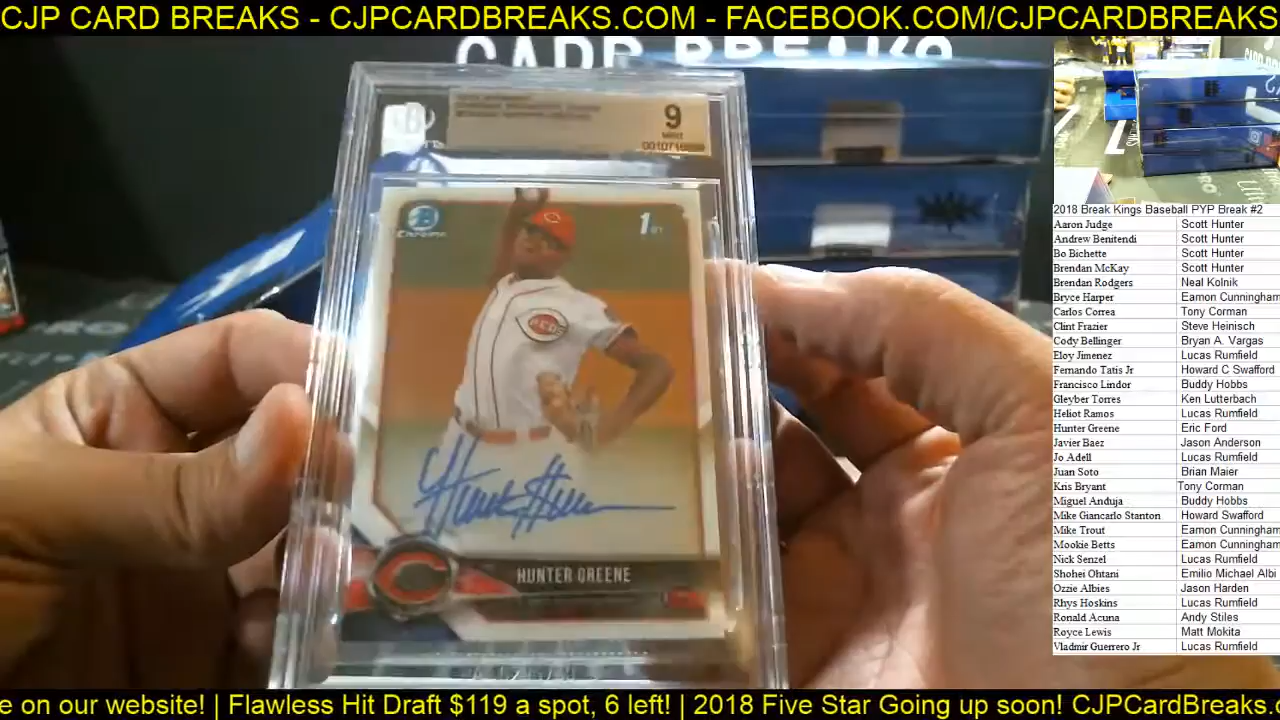 CJP CARD BREAKS - CJPCARDBREAKS.COM - FACEBOOK.COM/CJPCARDBREAKS
CARD BREAKS
9
MINT
Chrome
1st
REDS
Hunter Greene
HUNTER GREENE
2018 Break Kings Baseball PYP Break #2
Aaron Judge Scott Hunter
Andrew Benitendi Scott Hunter
Bo Bichette Scott Hunter
Brendan McKay Scott Hunter
Brendan Rodgers Neal Kolnik
Bryce Harper Eamon Cunningham
Carlos Correa Tony Corman
Clint Frazier Steve Heinisch
Cody Bellinger Bryan A. Vargas
Eloy Jimenez Lucas Rumfield
Fernando Tatis Jr Howard C Swafford
Francisco Lindor Buddy Hobbs
Gleyber Torres Ken Lutterbach
Heliot Ramos Lucas Rumfield
Hunter Greene Eric Ford
Javier Baez Jason Anderson
Jo Adell Lucas Rumfield
Juan Soto Brian Maier
Kris Bryant Tony Corman
Miguel Anduja Buddy Hobbs
Mike Giancarlo Stanton Howard Swafford
Mike Trout Eamon Cunningham
Mookie Betts Eamon Cunningham
Nick Senzel Lucas Rumfield
Shohei Ohtani Emilio Michael Albi
Ozzie Albies Jason Harden
Rhys Hoskins Lucas Rumfield
Ronald Acuna Andy Stiles
Royce Lewis Matt Mokita
Vladmir Guerrero Jr Lucas Rumfield
e on our website! | Flawless Hit Draft $119 a spot, 6 left! | 2018 Five Star Going up soon! CJPCardBreaks.c